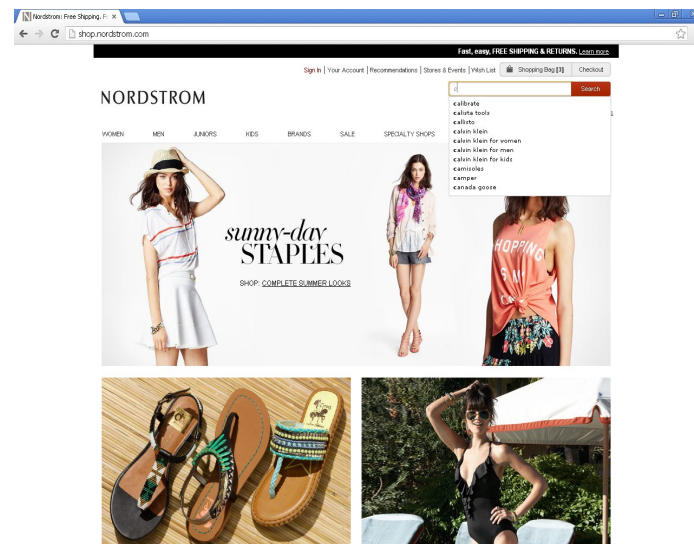 Nordstrom: Free Shipping. F
shop.nordstrom.com
Fast, easy, FREE SHIPPING & RETURNS. Learn more.
Sign In | Your Account | Recommendations | Stores & Events | Wish List Shopping Bag [3] Checkout
c Search
NORDSTROM
calibrate
calista tools
callisto
calvin klein
calvin klein for women
calvin klein for men
calvin klein for kids
camisoles
camper
canada goose
WOMEN MEN JUNIORS KIDS BRANDS SALE SPECIALTY SHOPS
sunny-day
STAPLES
SHOP: COMPLETE SUMMER LOOKS
HOPPING